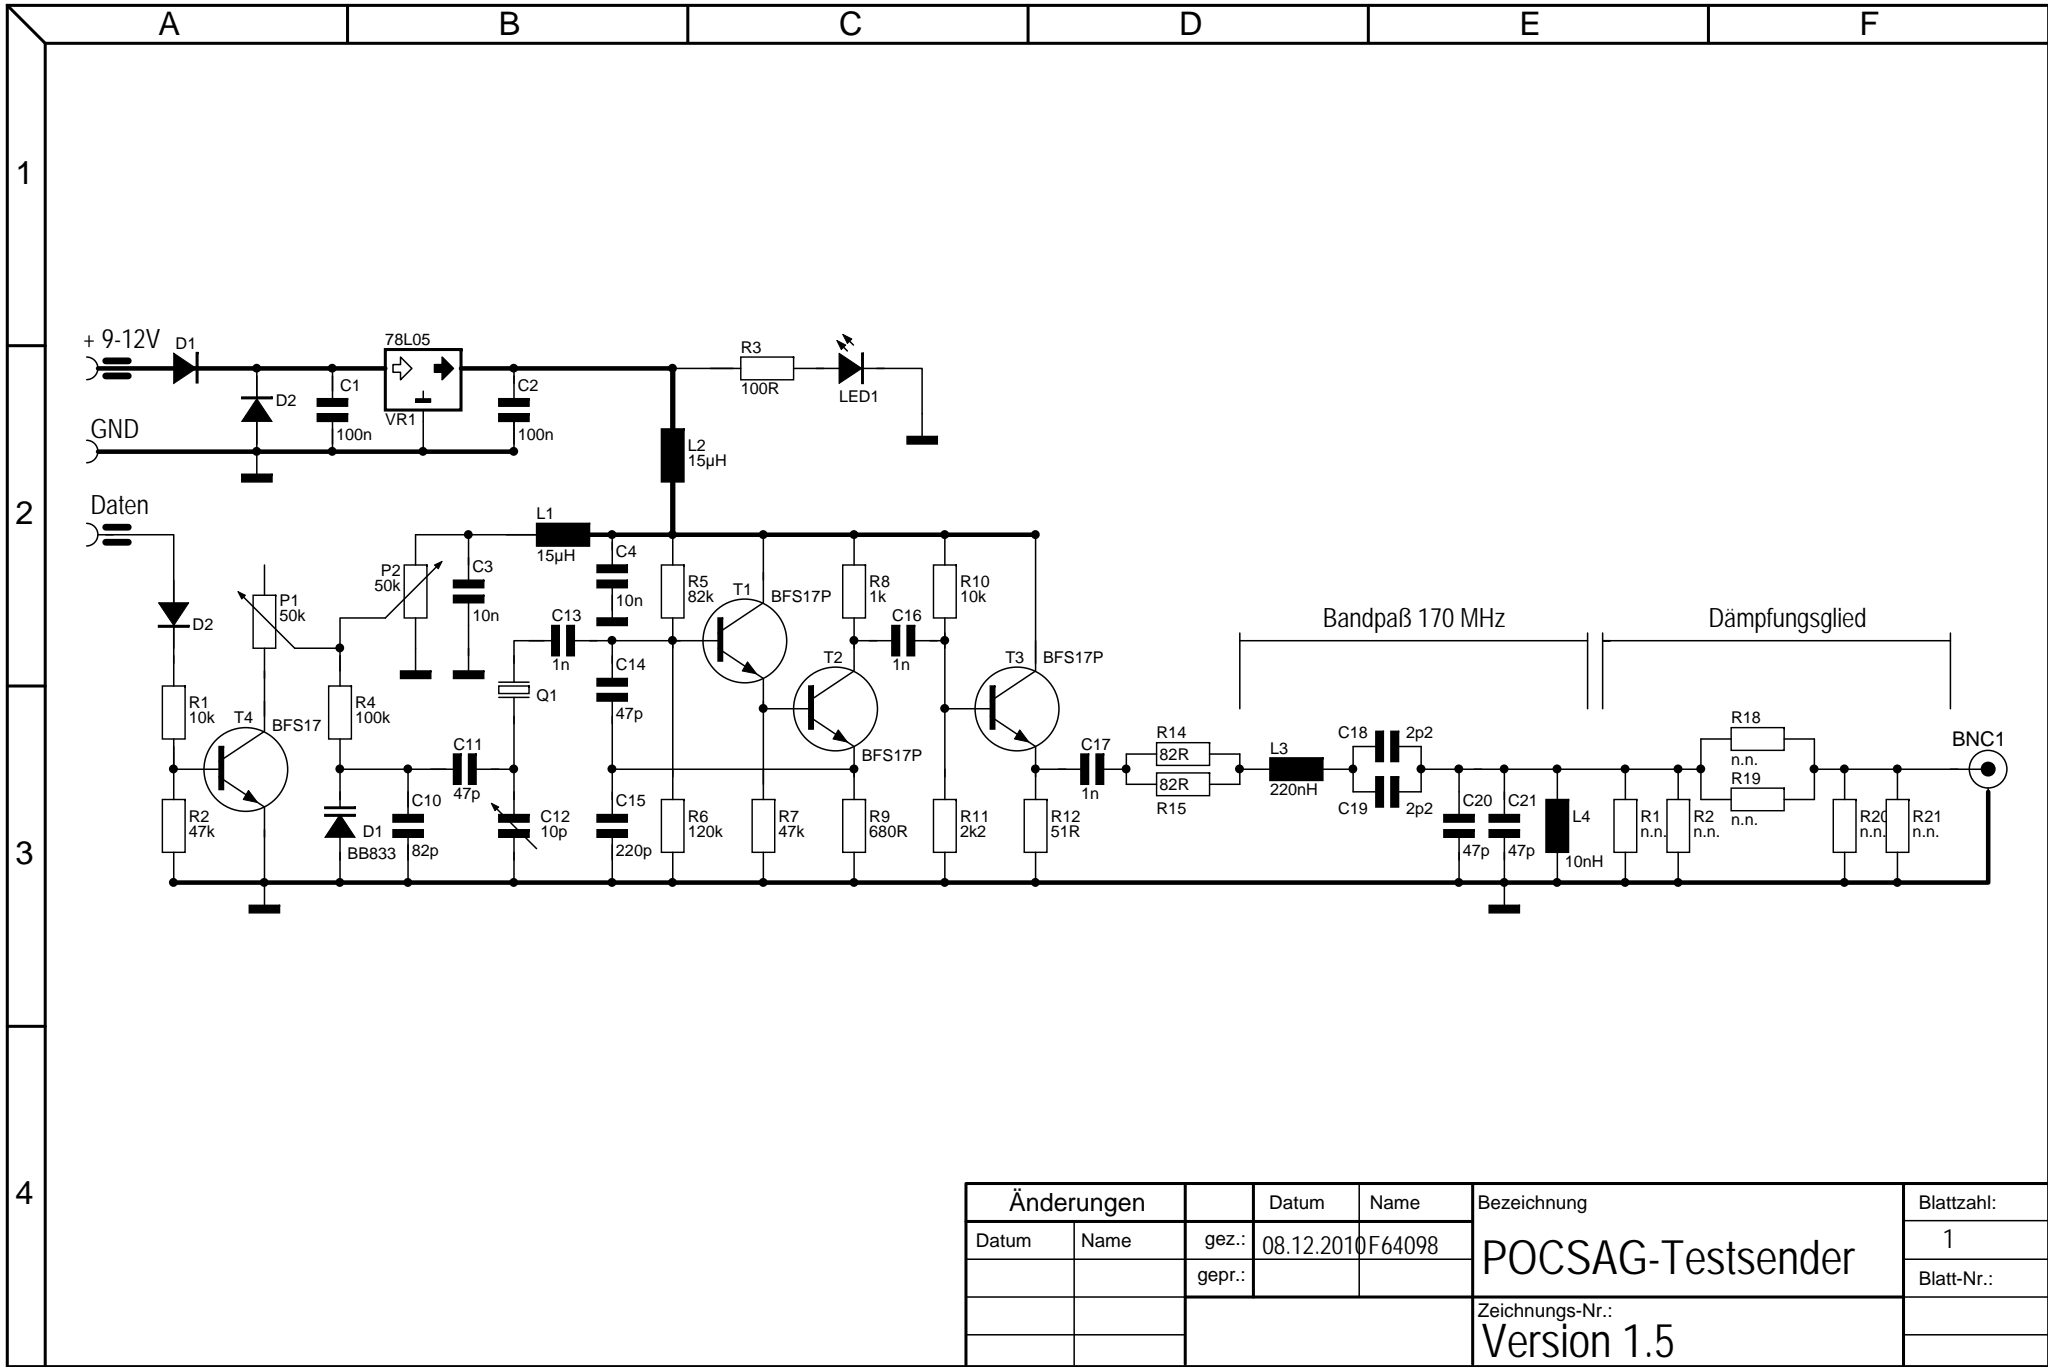 A B C D E F
1
2
3
4
+ 9-12V
D1
D2
C1
100n
78L05
VR1
C2
100n
R3
100R
LED1
GND
L2
15µH
Daten
D2
P1
50k
P2
50k
C3
10n
L1
15µH
C4
10n
C13
1n
R5
82k
T1
BFS17P
R8
1k
C16
1n
R10
10k
T2
BFS17P
T3
BFS17P
R1
10k
T4
BFS17
R4
100k
Q1
C14
47p
C11
47p
R2
47k
D1
BB833
C10
82p
C12
10p
C15
220p
R6
120k
R7
47k
R9
680R
R11
2k2
R12
51R
C17
1n
R14
82R
82R
R15
Bandpaß 170 MHz
L3
220nH
C18
2p2
C19
2p2
C20
47p
C21
47p
L4
10nH
R1
n.n.
R2
n.n.
Dämpfungsglied
R18
n.n.
R19
n.n.
R20
n.n.
R21
n.n.
BNC1
Änderungen
Datum Name
Datum Name
gez.: 08.12.2010 F64098
gepr.:
Bezeichnung
POCSAG-Testsender
Zeichnungs-Nr.:
Version 1.5
Blattzahl:
1
Blatt-Nr.: